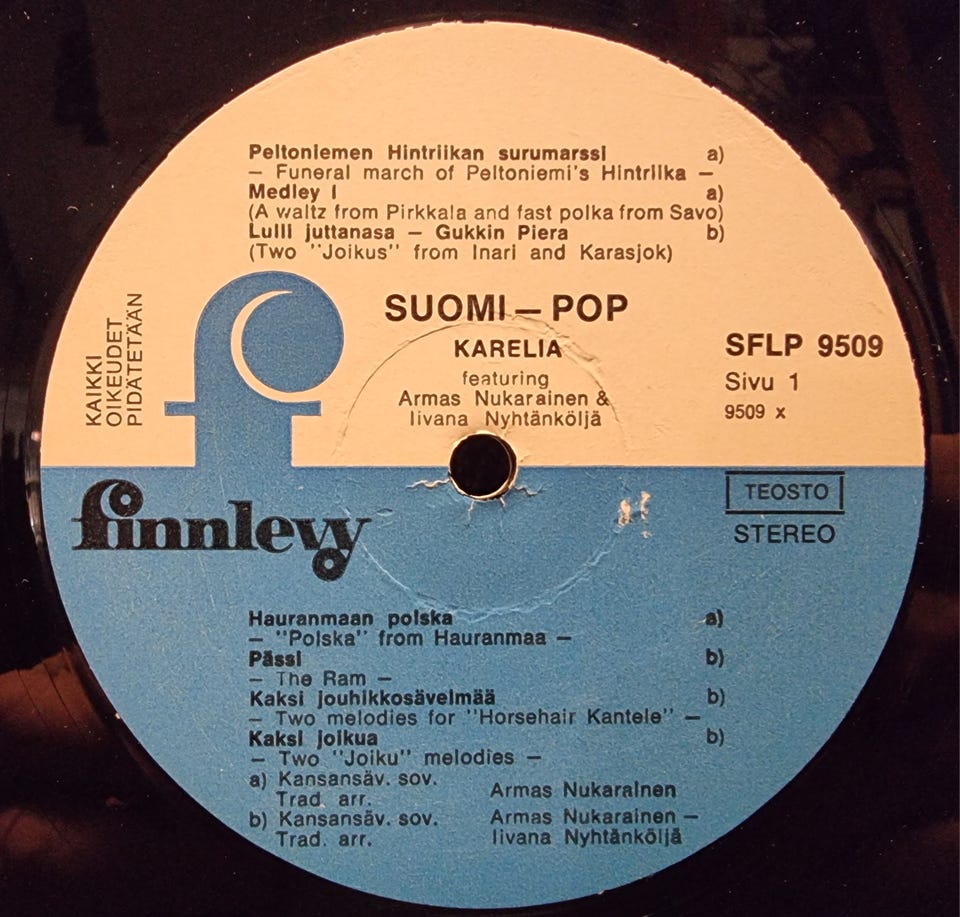 Peltoniemen Hintriikan surumarssi a)
– Funeral march of Peltoniemi's Hintriika –
Medley I a)
(A waltz from Pirkkala and fast polka from Savo)
Lulli juttanasa – Gukkin Piera b)
(Two "Joikus" from Inari and Karasjok)
KAIKKI
OIKEUDET
PIDÄTETÄÄN
SUOMI – POP
KARELIA
featuring
Armas Nukarainen &
Iivana Nyhtänköljä
SFLP 9509
Sivu 1
9509 x
finnlevy
TEOSTO
STEREO
Hauranmaan polska a)
– "Polska" from Hauranmaa –
Pässi b)
– The Ram –
Kaksi jouhikkosävelmää b)
– Two melodies for "Horsehair Kantele" –
Kaksi joikua b)
– Two "Joiku" melodies –
a) Kansansäv. sov.
Trad. arr. Armas Nukarainen
b) Kansansäv. sov. Armas Nukarainen –
Trad. arr. Iivana Nyhtänköljä